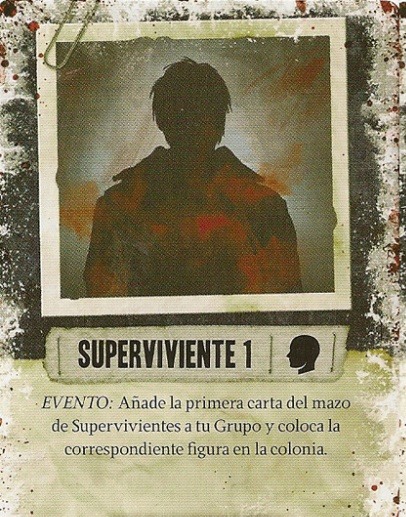 SUPERVIVIENTE 1
EVENTO: Añade la primera carta del mazo
de Supervivientes a tu Grupo y coloca la
correspondiente figura en la colonia.